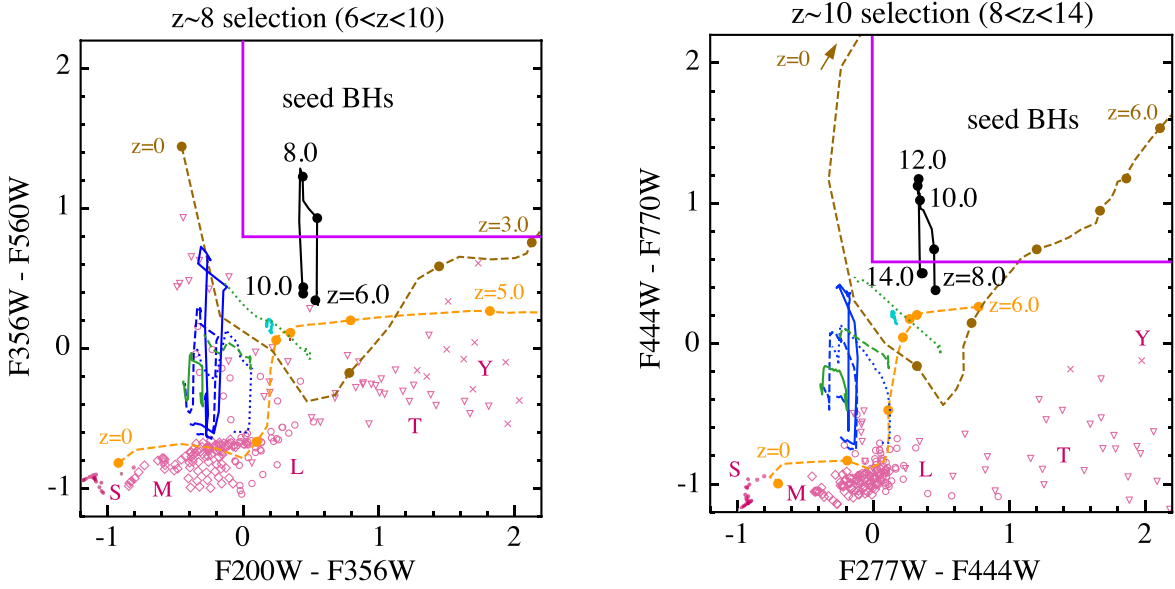 z~8 selection (6<z<10)
2
1
0
-1
F356W - F560W
z=0
seed BHs
8.0
10.0
z=6.0
z=3.0
z=5.0
z=0
S
M
L
T
Y
-1
0
1
2
F200W - F356W
z~10 selection (8<z<14)
2
1
0
-1
F444W - F770W
z=0
seed BHs
z=6.0
12.0
10.0
14.0
z=8.0
z=6.0
z=0
S
M
L
T
Y
-1
0
1
2
F277W - F444W